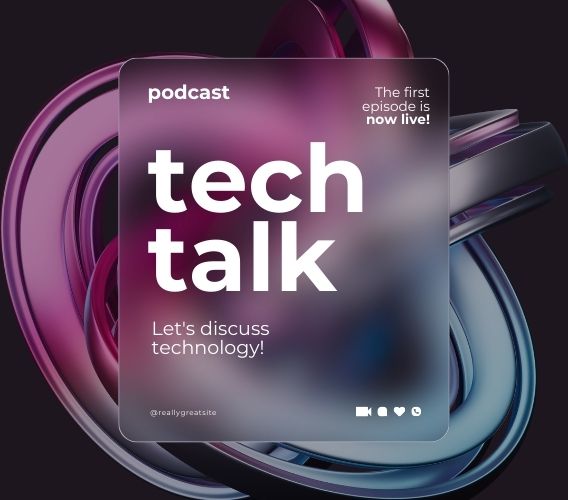 podcast
The first
episode is
now live!
tech
talk
Let's discuss
technology!
@reallygreatsite